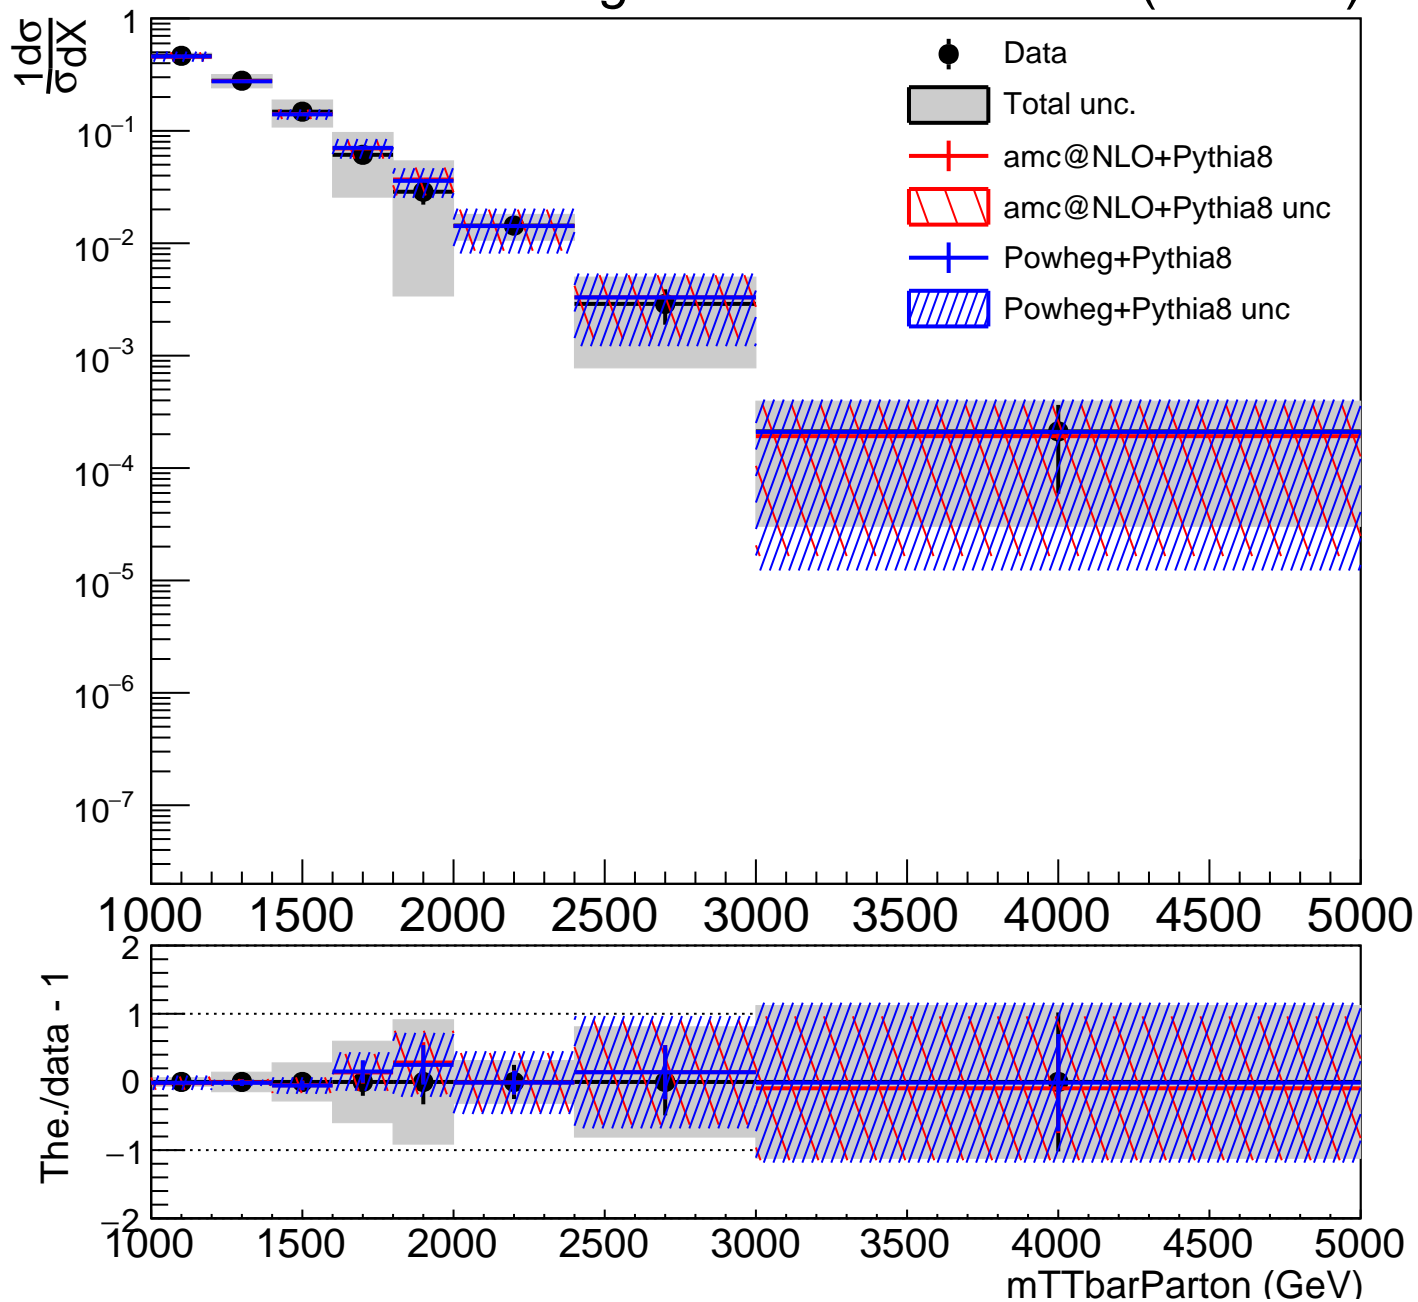 1dσ
σdX
1
10⁻¹
10⁻²
10⁻³
10⁻⁴
10⁻⁵
10⁻⁶
10⁻⁷
Data
Total unc.
amc@NLO+Pythia8
amc@NLO+Pythia8 unc
Powheg+Pythia8
Powheg+Pythia8 unc
1000 1500 2000 2500 3000 3500 4000 4500 5000
The./data - 1
2
1
0
−1
−2
1000 1500 2000 2500 3000 3500 4000 4500 5000
mTTbarParton (GeV)